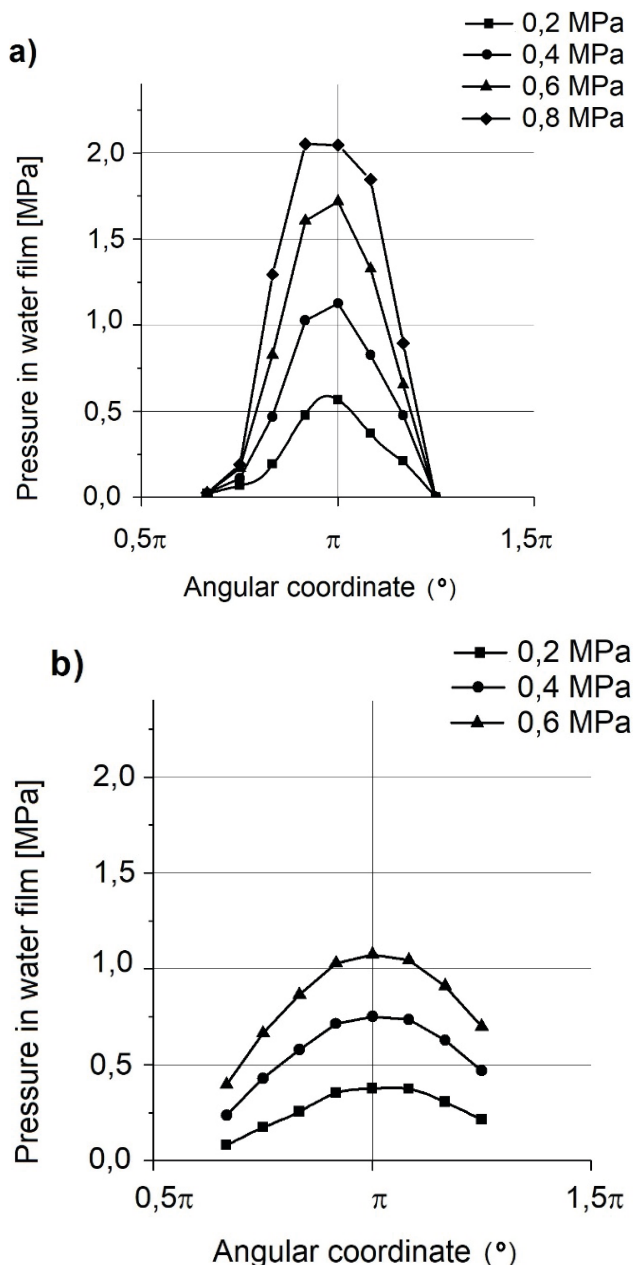 a)
0,2 MPa
0,4 MPa
0,6 MPa
0,8 MPa
Pressure in water film [MPa]
2,0
1,5
1,0
0,5
0,0
0,5π
π
1,5π
Angular coordinate (°)
b)
0,2 MPa
0,4 MPa
0,6 MPa
Pressure in water film [MPa]
2,0
1,5
1,0
0,5
0,0
0,5π
π
1,5π
Angular coordinate (°)